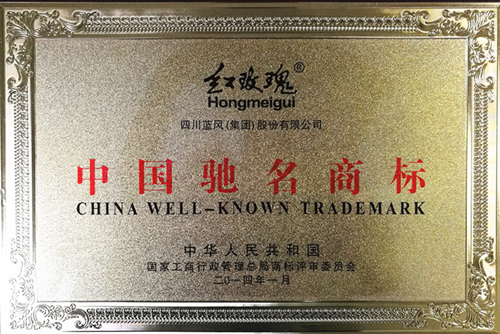 红玫瑰®
Hongmeigui
四川蓝风(集团)股份有限公司
中国驰名商标
CHINA WELL-KNOWN TRADEMARK
中华人民共和国
国家工商行政管理总局商标评审委员会
二〇一四年一月